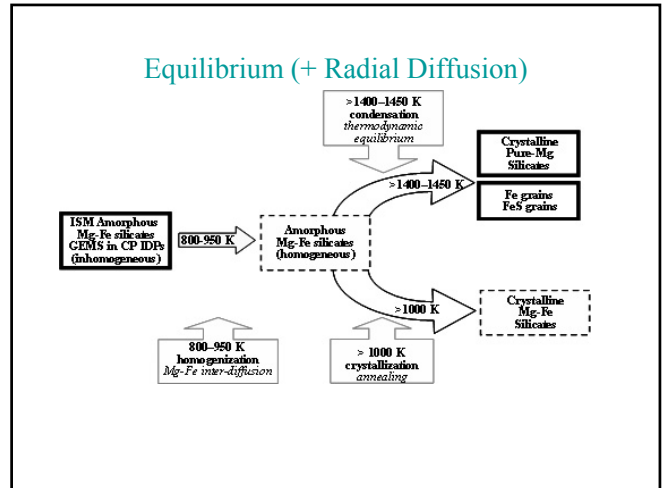 Equilibrium (+ Radial Diffusion)
>1400–1450 K
condensation
thermodynamic
equilibrium
Crystalline
Pure-Mg
Silicates
>1400–1450 K
Fe grains
FeS grains
ISM Amorphous
Mg-Fe silicates
GEMS in CP IDPs
(inhomogeneous)
800-950 K
Amorphous
Mg-Fe silicates
(homogeneous)
>1000 K
Crystalline
Mg-Fe
Silicates
800–950 K
homogenization
Mg-Fe inter-diffusion
> 1000 K
crystallization
annealing